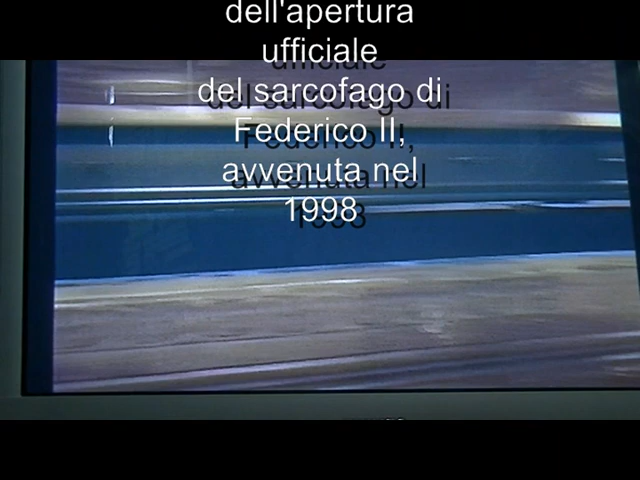 dell'apertura
ufficiale
del sarcofago di
Federico II,
avvenuta nel
1998